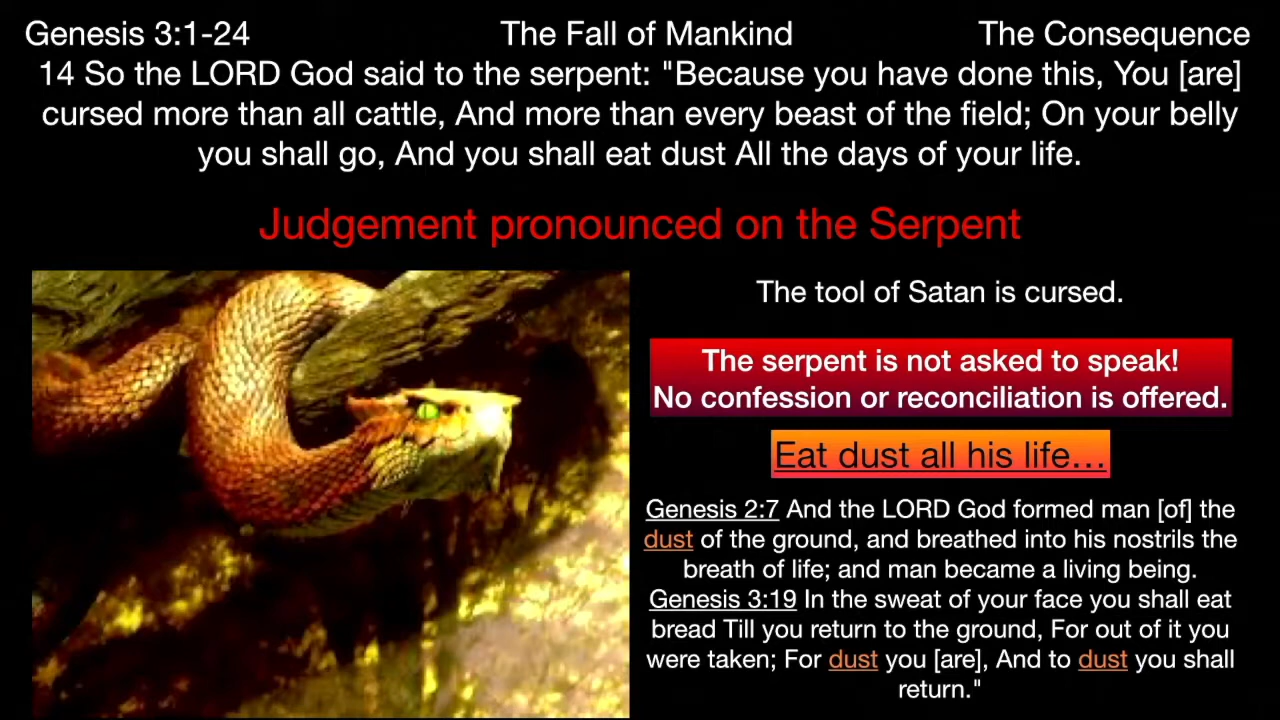 Genesis 3:1-24 The Fall of Mankind The Consequence
14 So the LORD God said to the serpent: "Because you have done this, You [are]
cursed more than all cattle, And more than every beast of the field; On your belly
you shall go, And you shall eat dust All the days of your life.
Judgement pronounced on the Serpent
The tool of Satan is cursed.
The serpent is not asked to speak!
No confession or reconciliation is offered.
Eat dust all his life…
Genesis 2:7 And the LORD God formed man [of] the
dust of the ground, and breathed into his nostrils the
breath of life; and man became a living being.
Genesis 3:19 In the sweat of your face you shall eat
bread Till you return to the ground, For out of it you
were taken; For dust you [are], And to dust you shall
return."